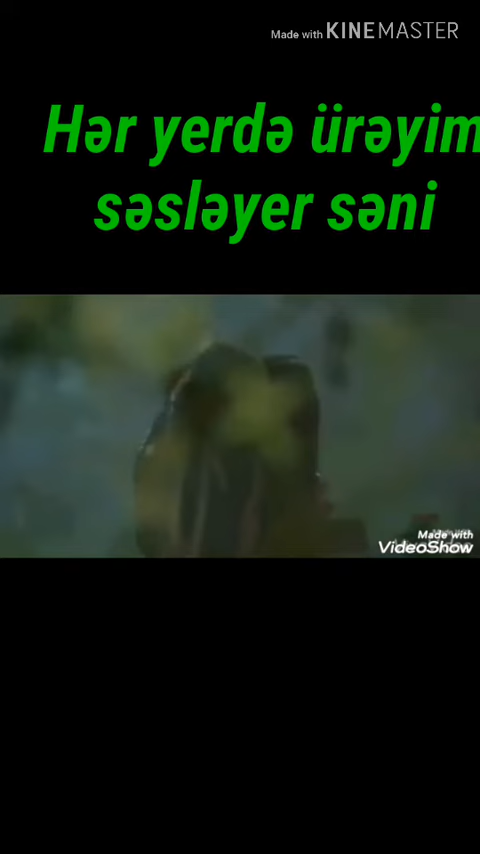 Made with KINEMASTER
Hər yerdə ürəyim
səsləyer səni
Made with
VideoShow